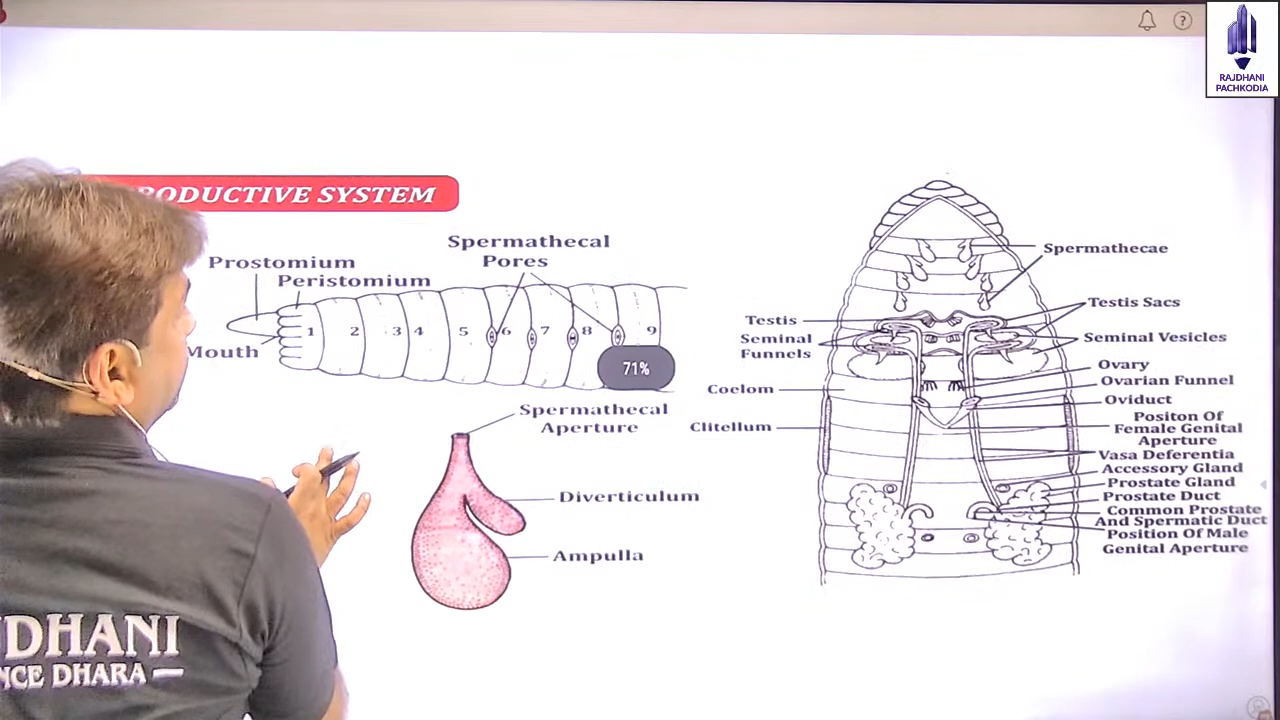 RAJDHANI
PACHKODIA
?
PRODUCTIVE SYSTEM
Spermathecal
Pores
Prostomium
Peristomium
1 2 3 4 5 6 7 8 9
Mouth
71%
Spermathecal
Aperture
Diverticulum
Ampulla
Spermathecae
Testis Sacs
Testis
Seminal
Funnels
Seminal Vesicles
Ovary
Ovarian Funnel
Coelom
Oviduct
Positon Of
Female Genital
Aperture
Clitellum
Vasa Deferentia
Accessory Gland
Prostate Gland
Prostate Duct
Common Prostate
And Spermatic Duct
Position Of Male
Genital Aperture
JDHANI
NCE DHARA